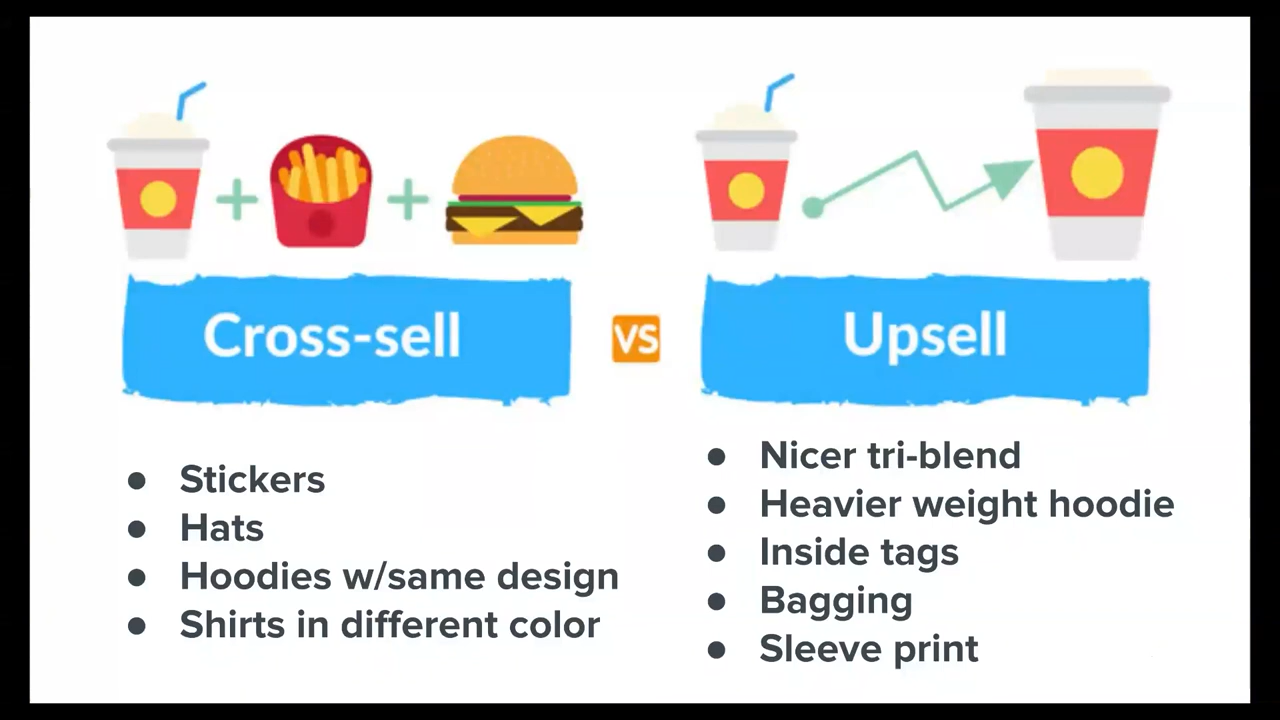 Cross-sell
VS
Upsell
● Stickers
● Hats
● Hoodies w/same design
● Shirts in different color
● Nicer tri-blend
● Heavier weight hoodie
● Inside tags
● Bagging
● Sleeve print